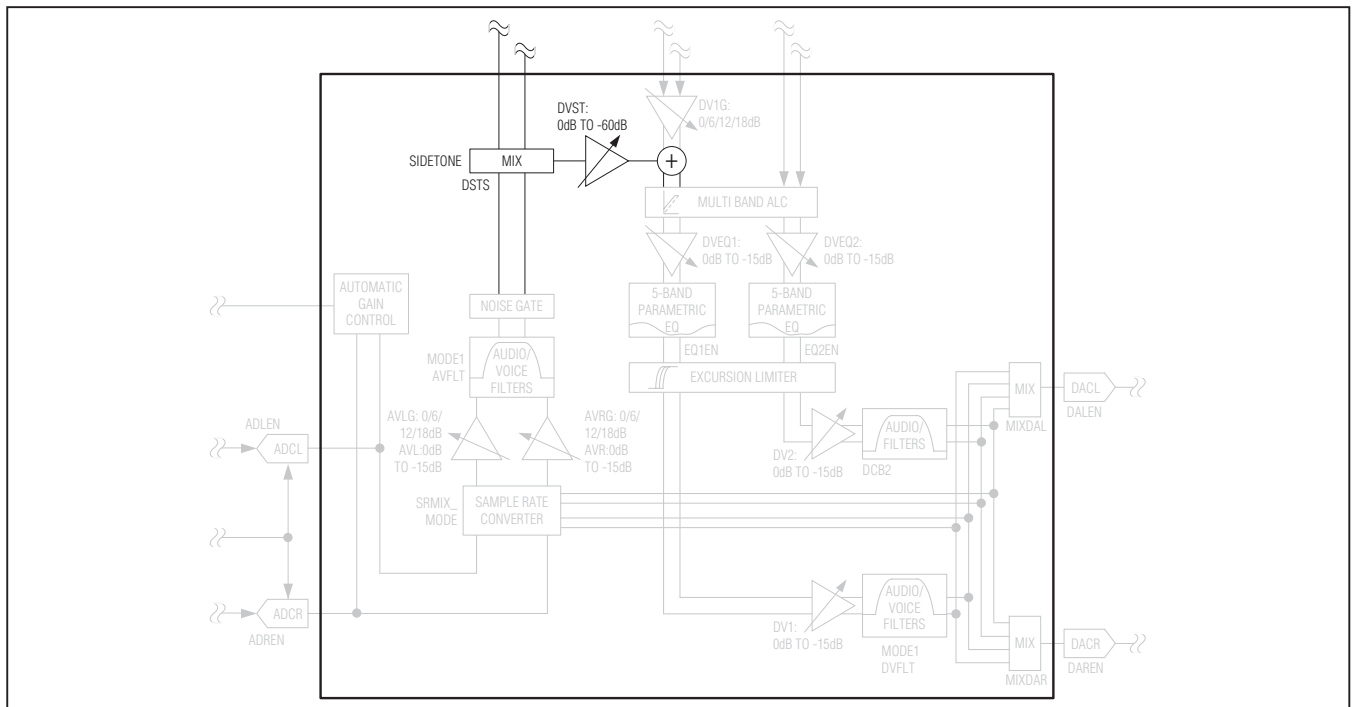 DVST:
0dB TO -60dB
DV1G:
0/6/12/18dB
SIDETONE
MIX
DSTS
+
MULTI BAND ALC
DVEQ1:
0dB TO -15dB
DVEQ2:
0dB TO -15dB
AUTOMATIC
GAIN
CONTROL
NOISE GATE
5-BAND
PARAMETRIC
EQ
5-BAND
PARAMETRIC
EQ
EQ1EN
EQ2EN
MODE1
AVFLT
AUDIO/
VOICE
FILTERS
EXCURSION LIMITER
MIX
MIXDAL
DACL
DALEN
ADLEN
ADCL
AVLG: 0/6/
12/18dB
AVL:0dB
TO -15dB
AVRG: 0/6/
12/18dB
AVR:0dB
TO -15dB
DV2:
0dB TO -15dB
AUDIO/
FILTERS
DCB2
SRMIX_
MODE
SAMPLE RATE
CONVERTER
ADCR
ADREN
DV1:
0dB TO -15dB
AUDIO/
VOICE
FILTERS
MODE1
DVFLT
MIX
MIXDAR
DACR
DAREN